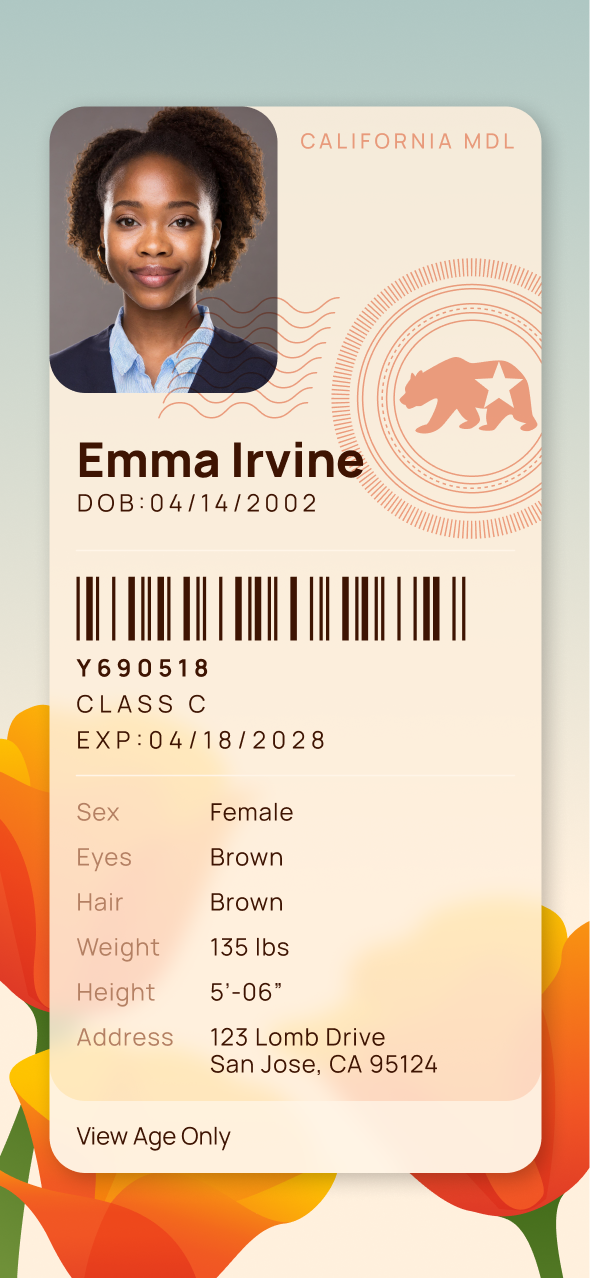 CALIFORNIA MDL
Emma Irvine
DOB:04/14/2002
Y690518
CLASS C
EXP:04/18/2028
Sex Female
Eyes Brown
Hair Brown
Weight 135 lbs
Height 5’-06”
Address 123 Lomb Drive
San Jose, CA 95124
View Age Only